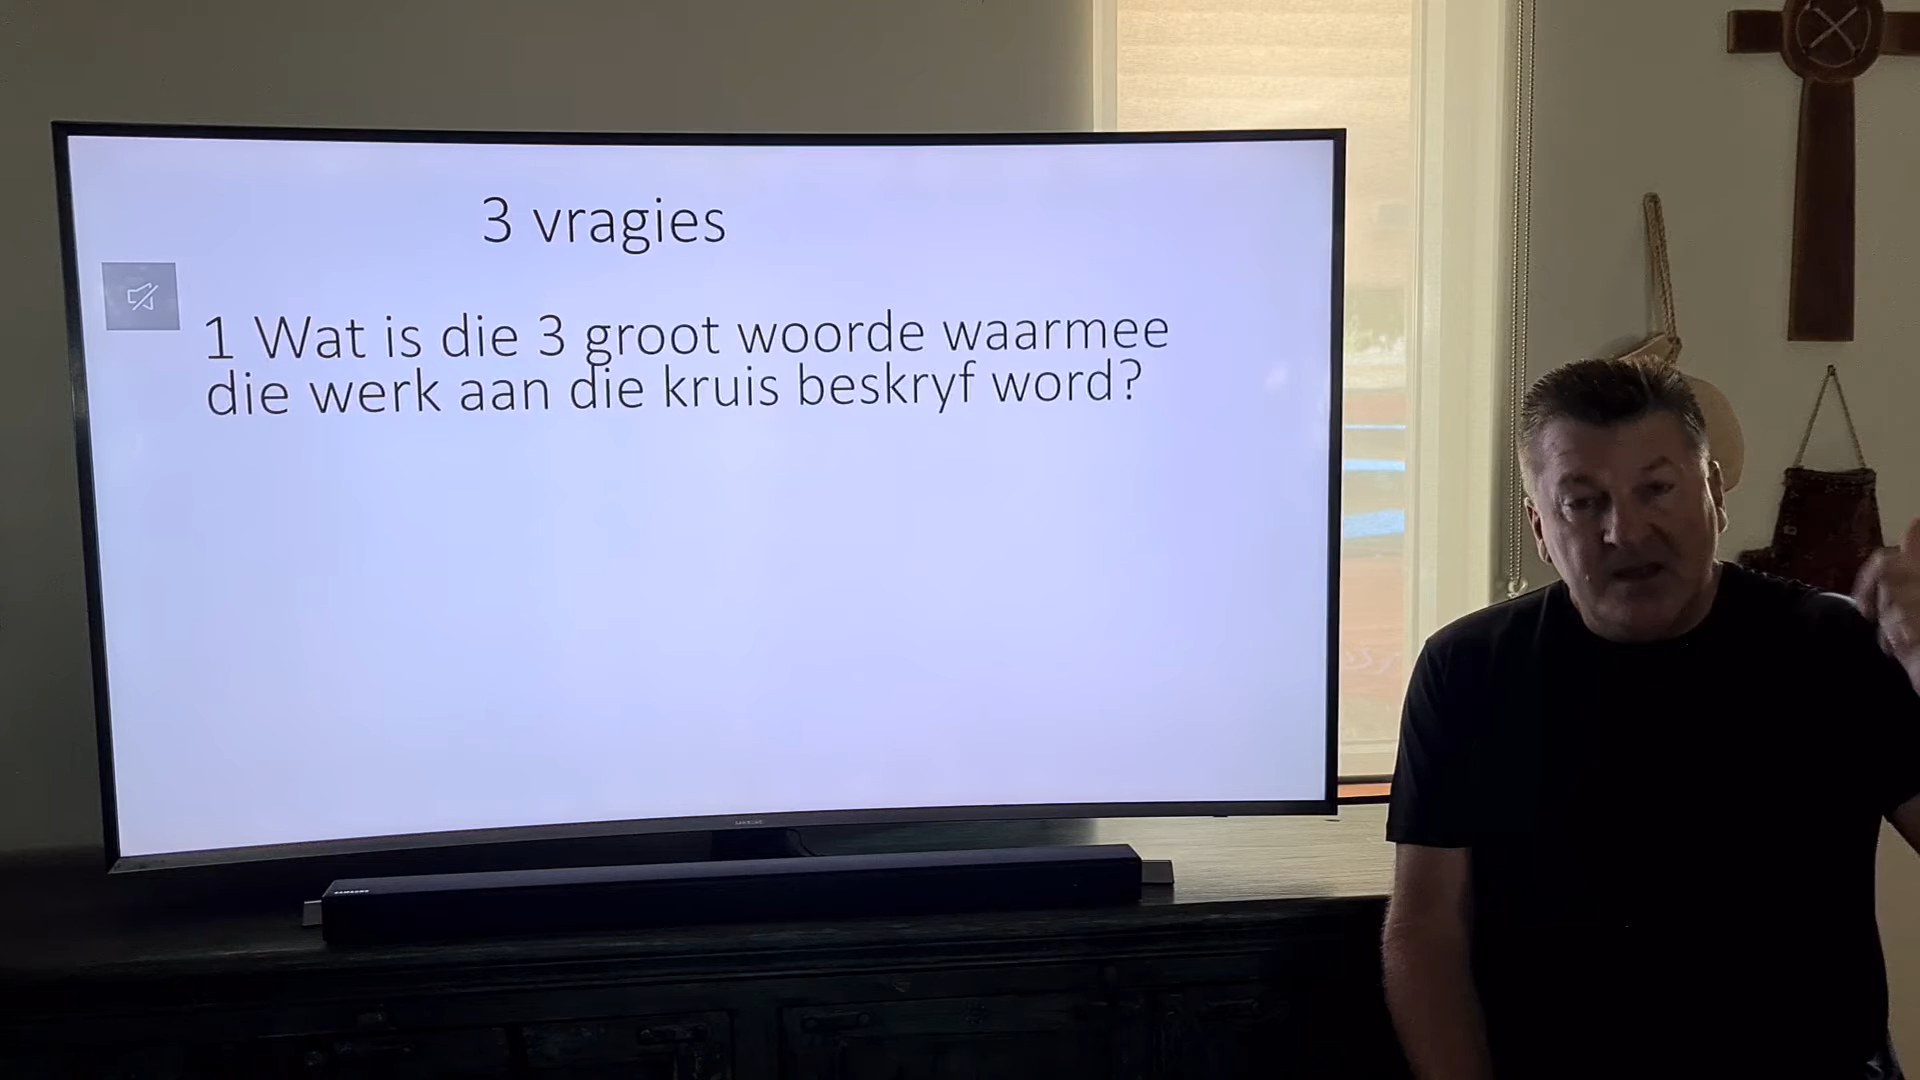 3 vragies
1 Wat is die 3 groot woorde waarmee
die werk aan die kruis beskryf word?